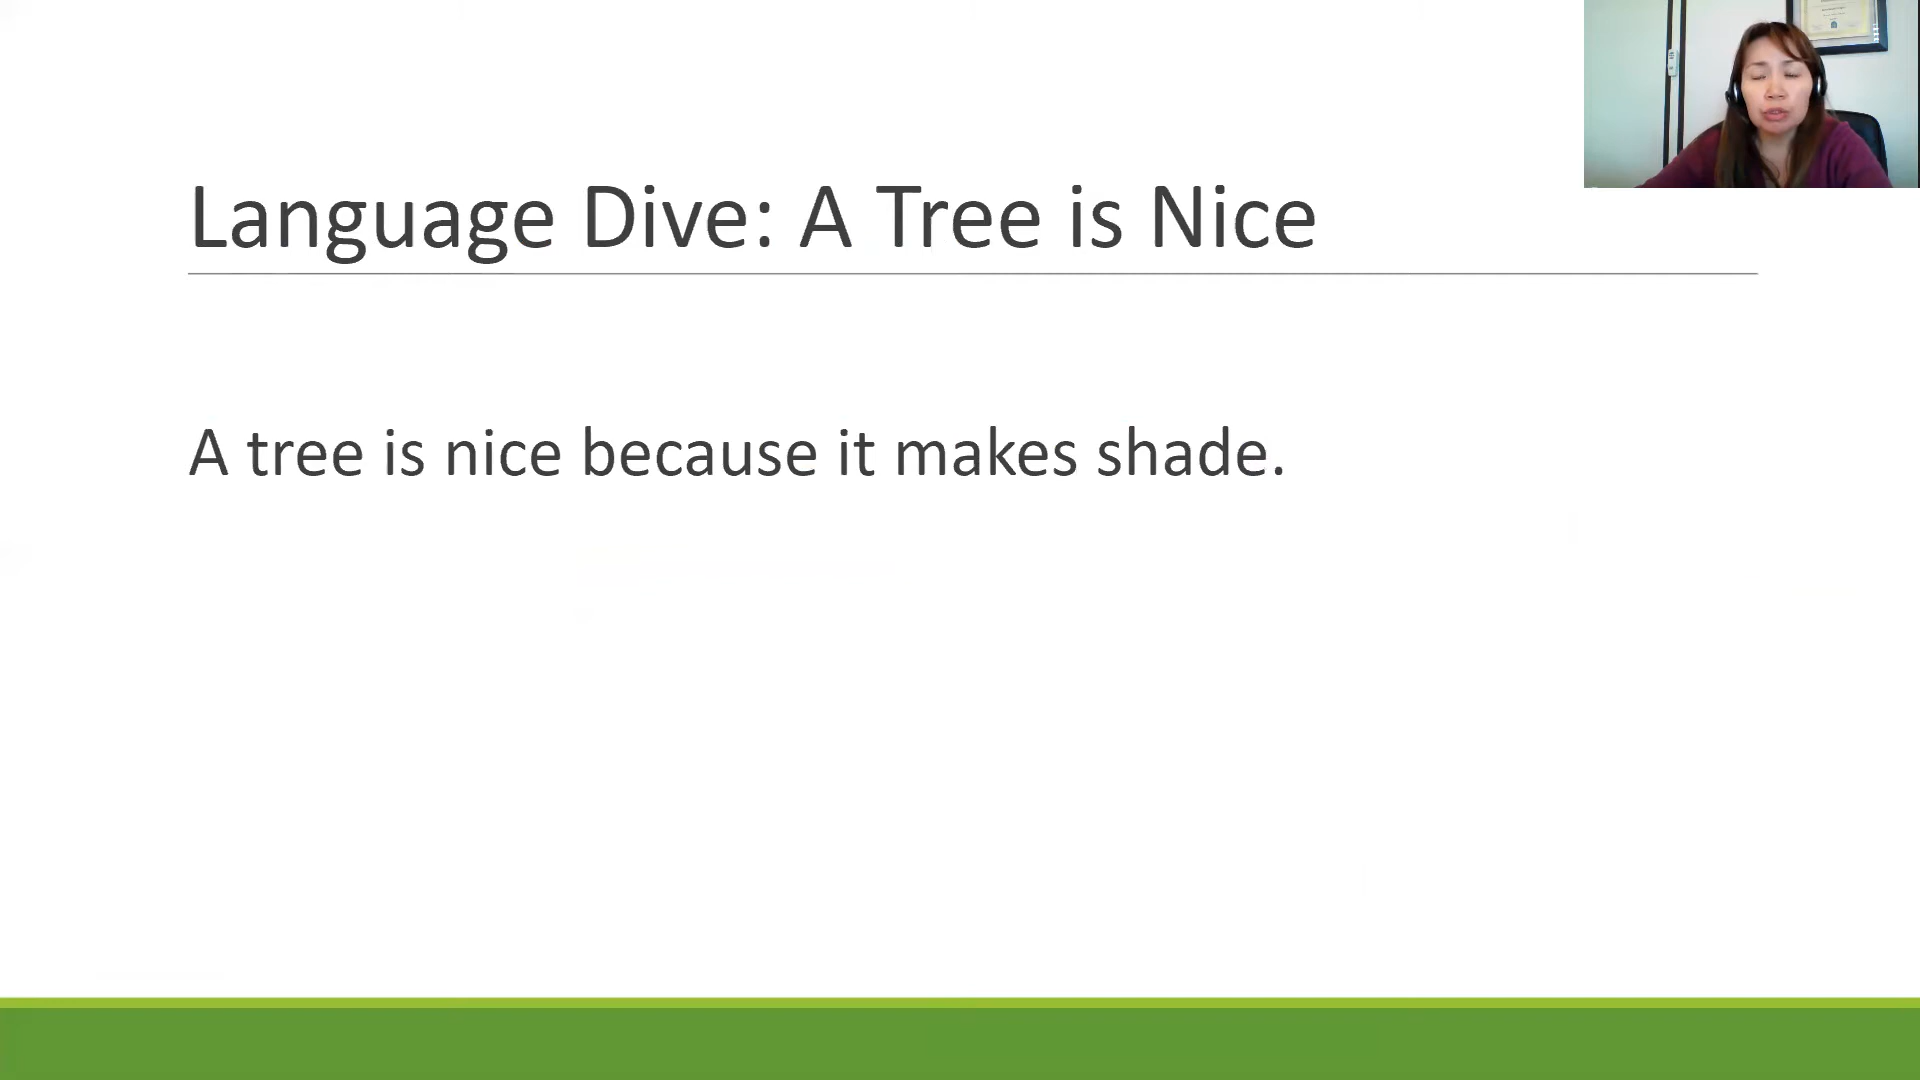 Language Dive: A Tree is Nice
A tree is nice because it makes shade.